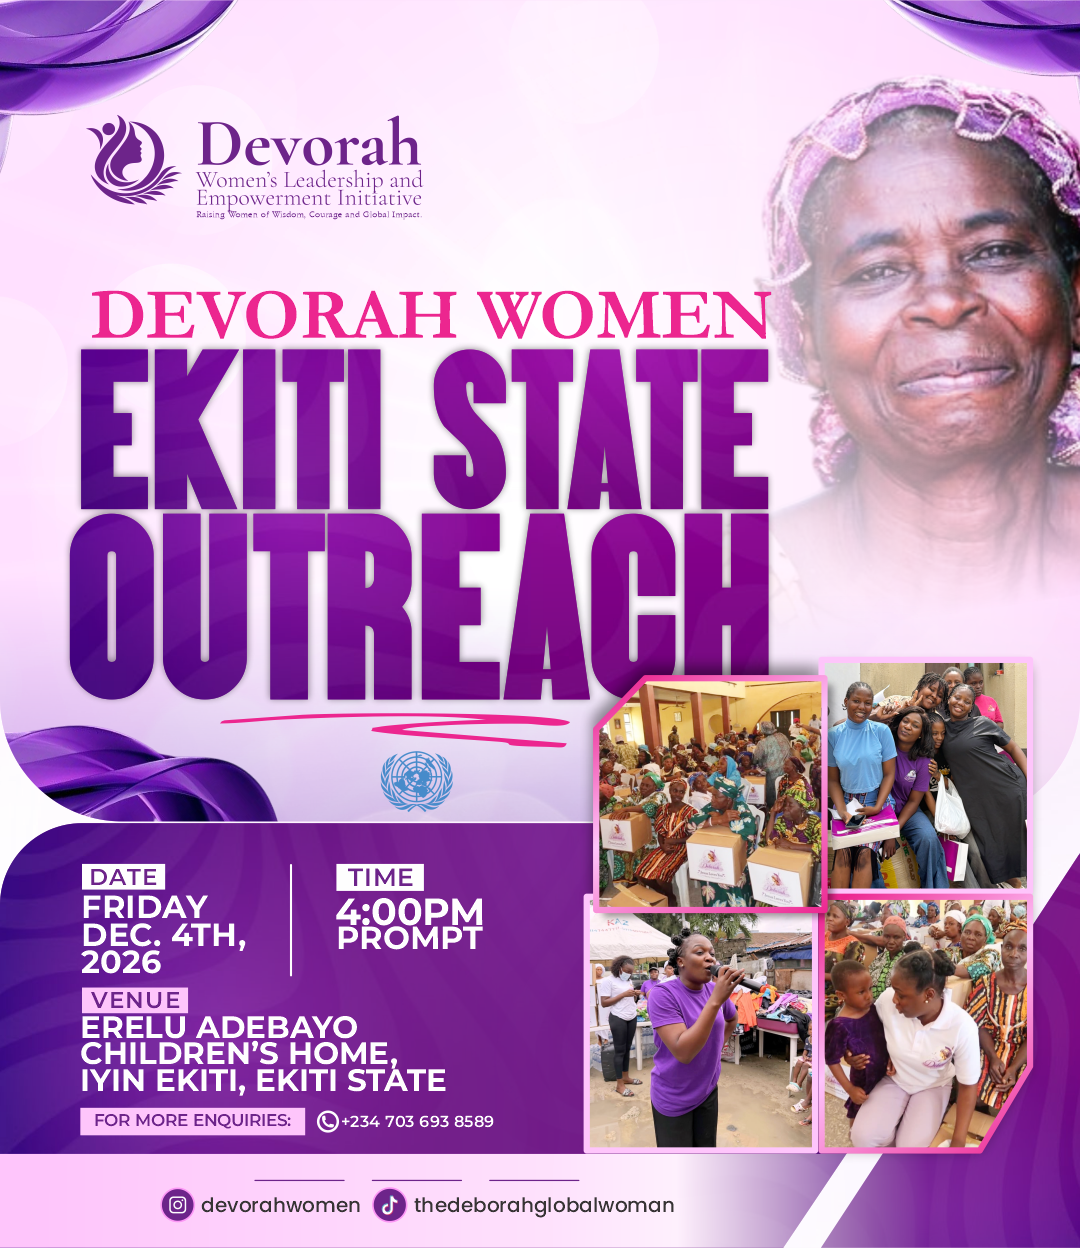 Devorah
Women's Leadership and
Empowerment Initiative
Raising Women of Wisdom, Courage and Global Impact.
DEVORAH WOMEN
EKITI STATE
OUTREACH
DATE
FRIDAY
DEC. 4TH,
2026
TIME
4:00PM
PROMPT
VENUE
ERELU ADEBAYO
CHILDREN'S HOME,
IYIN EKITI, EKITI STATE
FOR MORE ENQUIRIES:
+234 703 693 8589
KAZ
devorahwomen
thedeborahglobalwoman